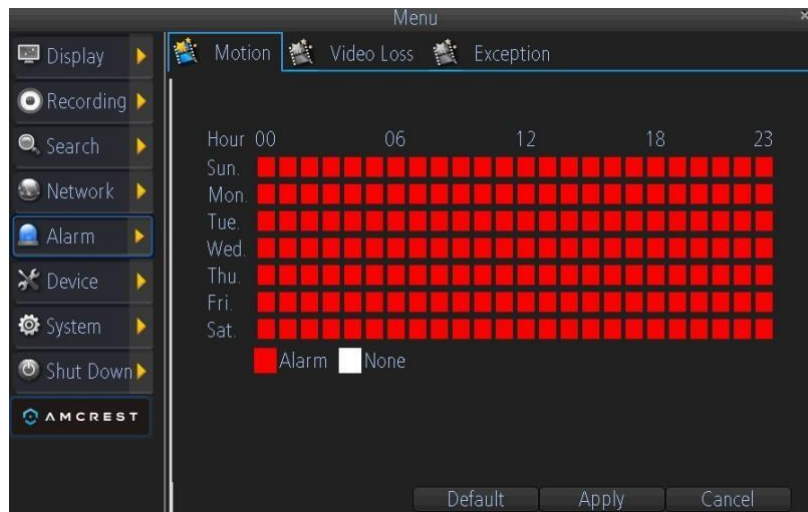 Menu
Display
Recording
Search
Network
Alarm
Device
System
Shut Down
AMCREST
Motion Video Loss Exception
Hour 00 06 12 18 23
Sun.
Mon.
Tue.
Wed.
Thu.
Fri.
Sat.
Alarm None
Default Apply Cancel